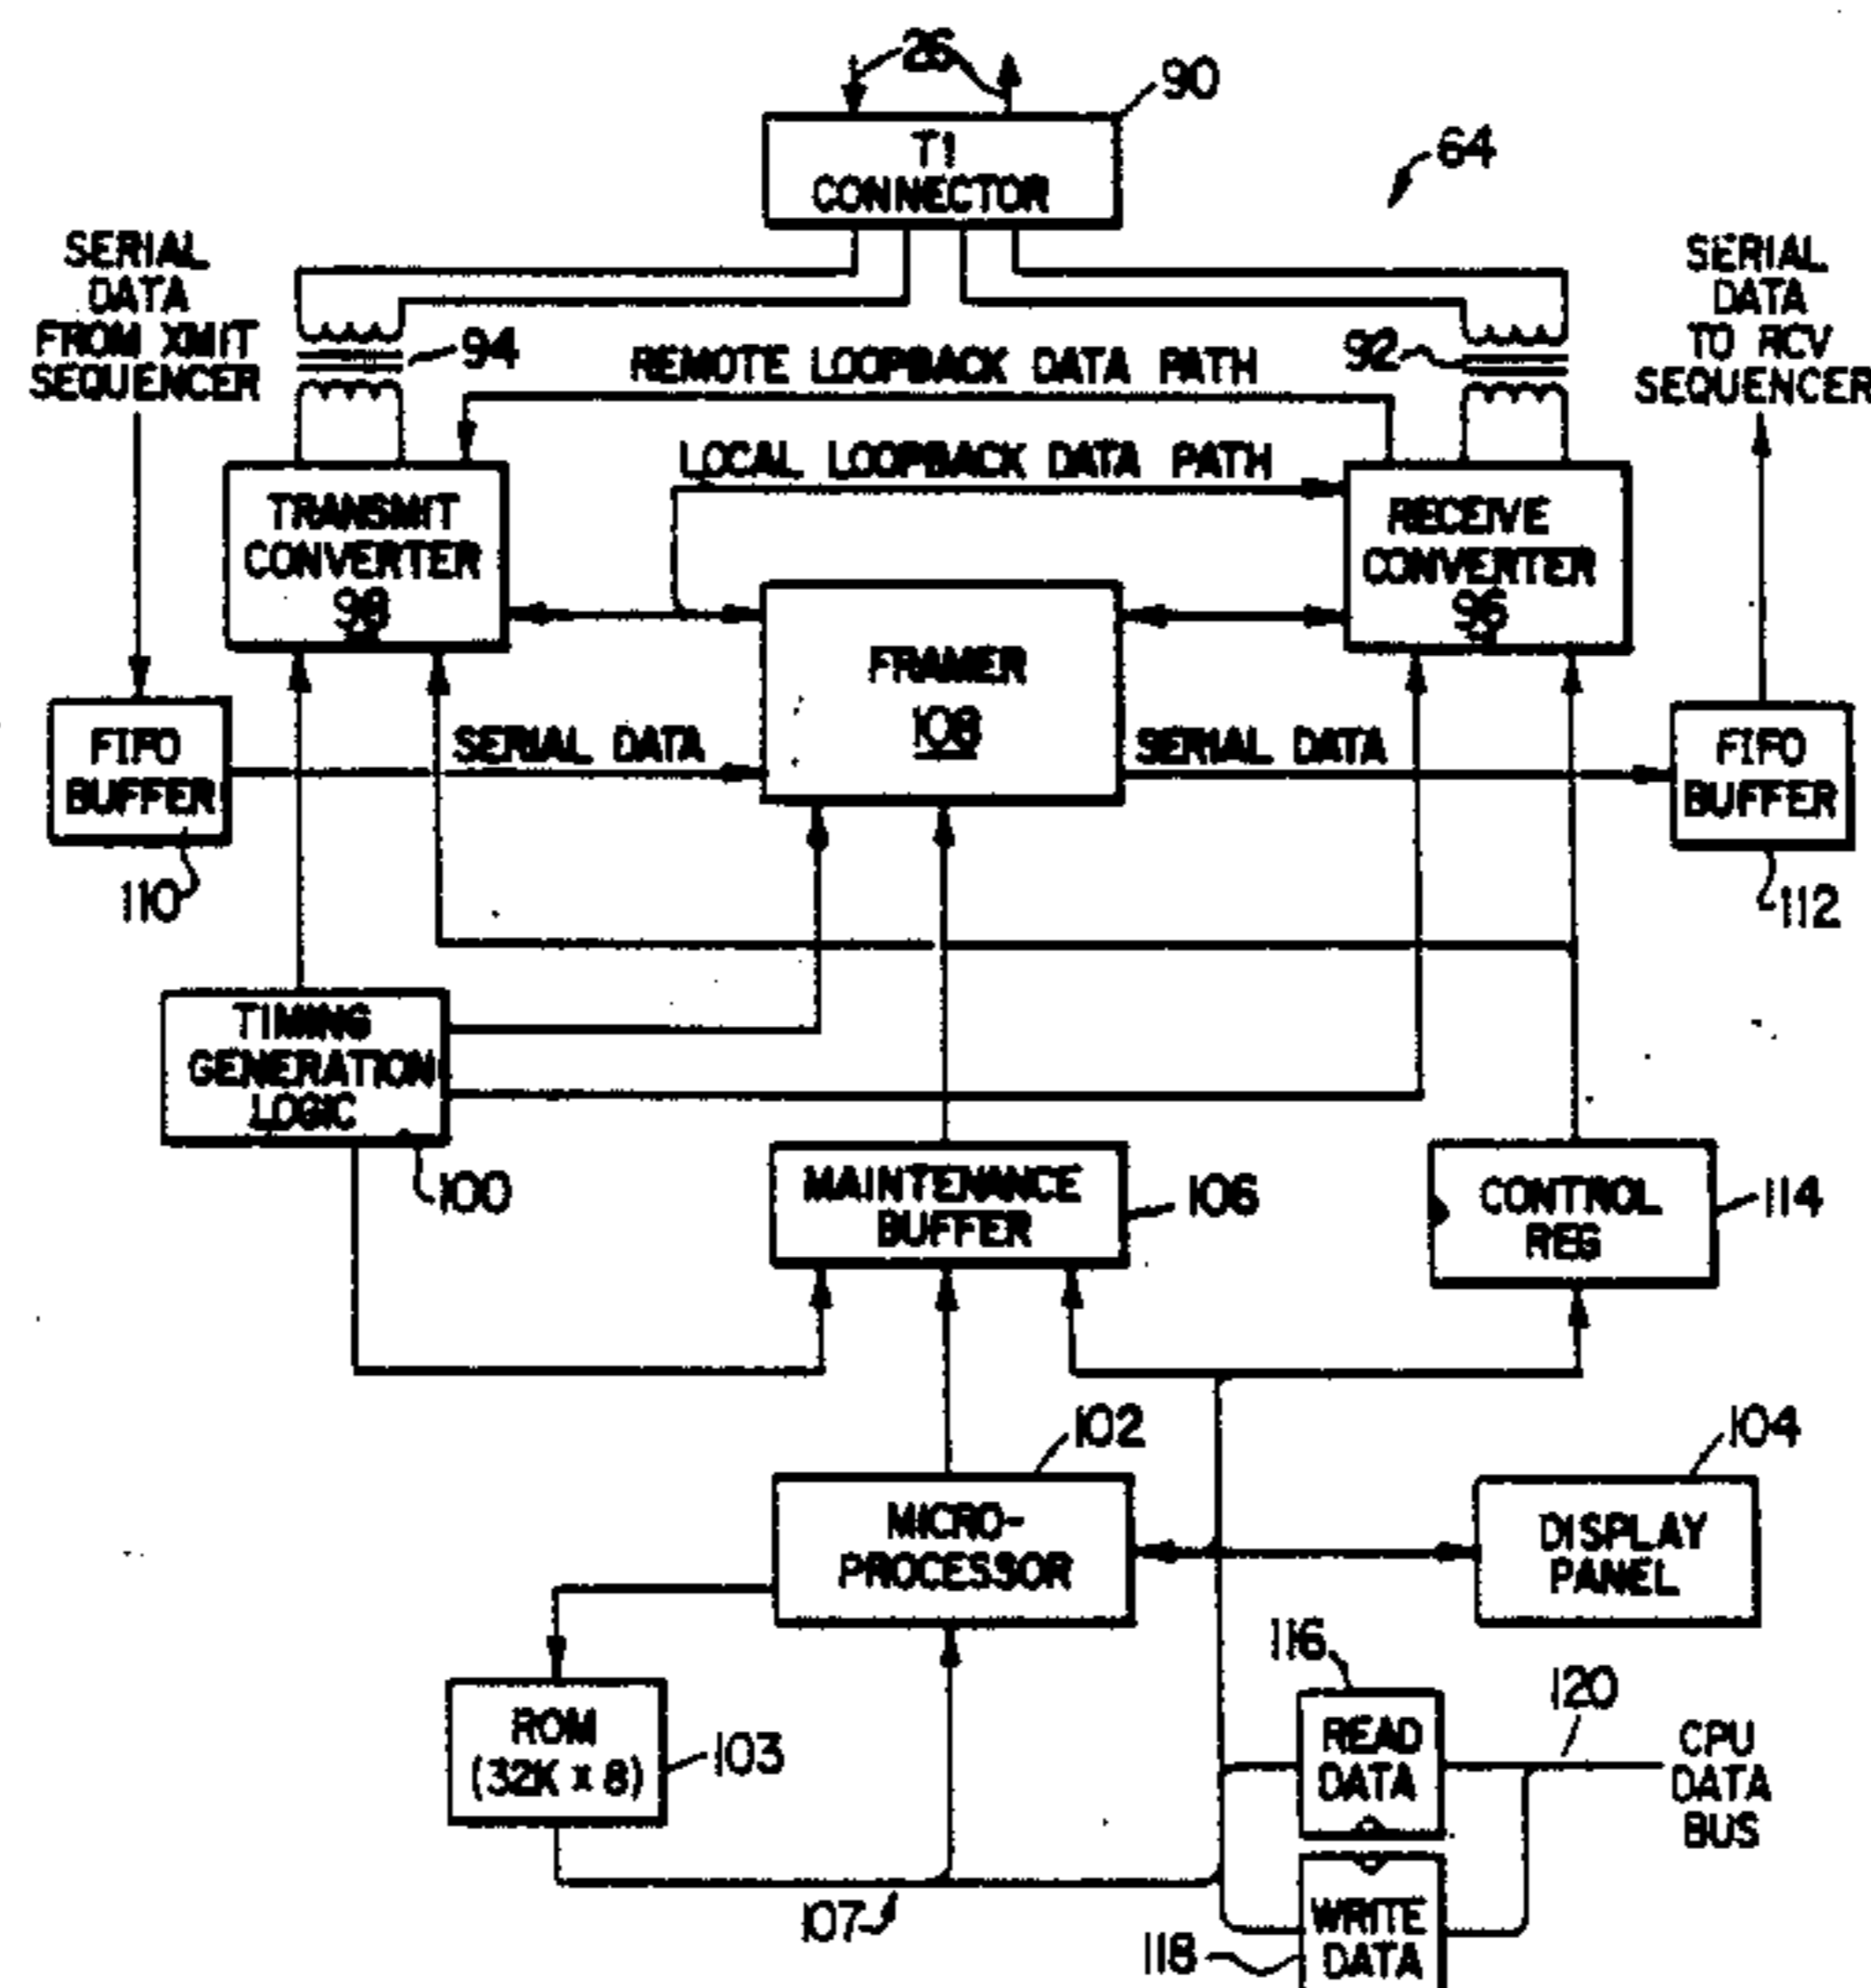 26
90
T1
CONNECTOR
64
SERIAL
DATA
FROM XMIT
SEQUENCER
94
REMOTE LOOPBACK DATA PATH
92
SERIAL
DATA
TO RCV
SEQUENCER
LOCAL LOOPBACK DATA PATH
TRANSMIT
CONVERTER
98
RECEIVE
CONVERTER
96
FRAMER
108
FIFO
BUFFER
110
SERIAL DATA
SERIAL DATA
FIFO
BUFFER
112
TIMING
GENERATION
LOGIC
100
MAINTENANCE
BUFFER
106
CONTROL
REG
114
102
MICRO-
PROCESSOR
104
DISPLAY
PANEL
ROM
(32K x 8)
103
116
READ
DATA
120
CPU
DATA
BUS
107
118
WRITE
DATA